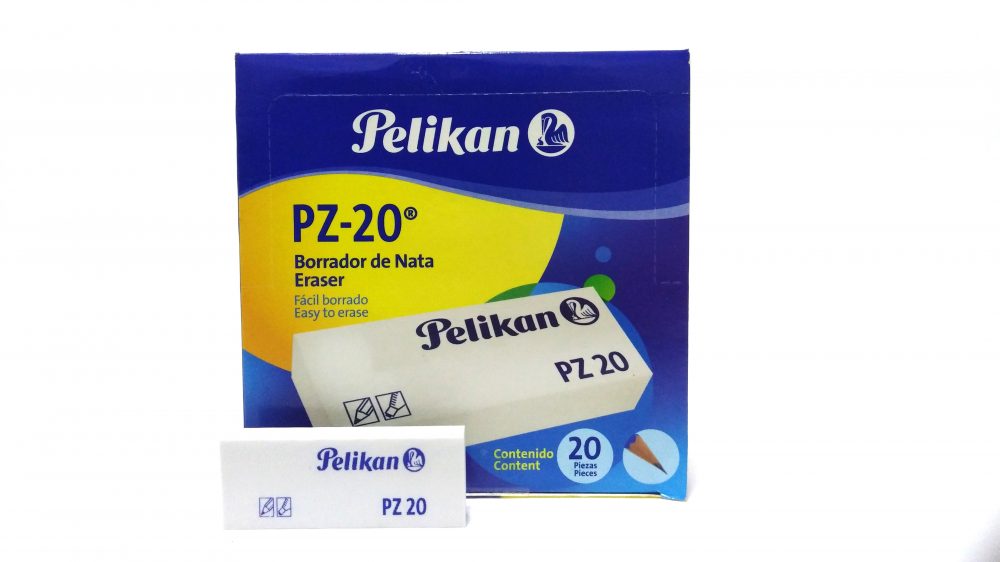 Pelikan
PZ-20®
Borrador de Nata
Eraser
Fácil borrado
Easy to erase
Pelikan
PZ 20
Contenido
Content
20
Piezas
Pieces
Pelikan
PZ 20